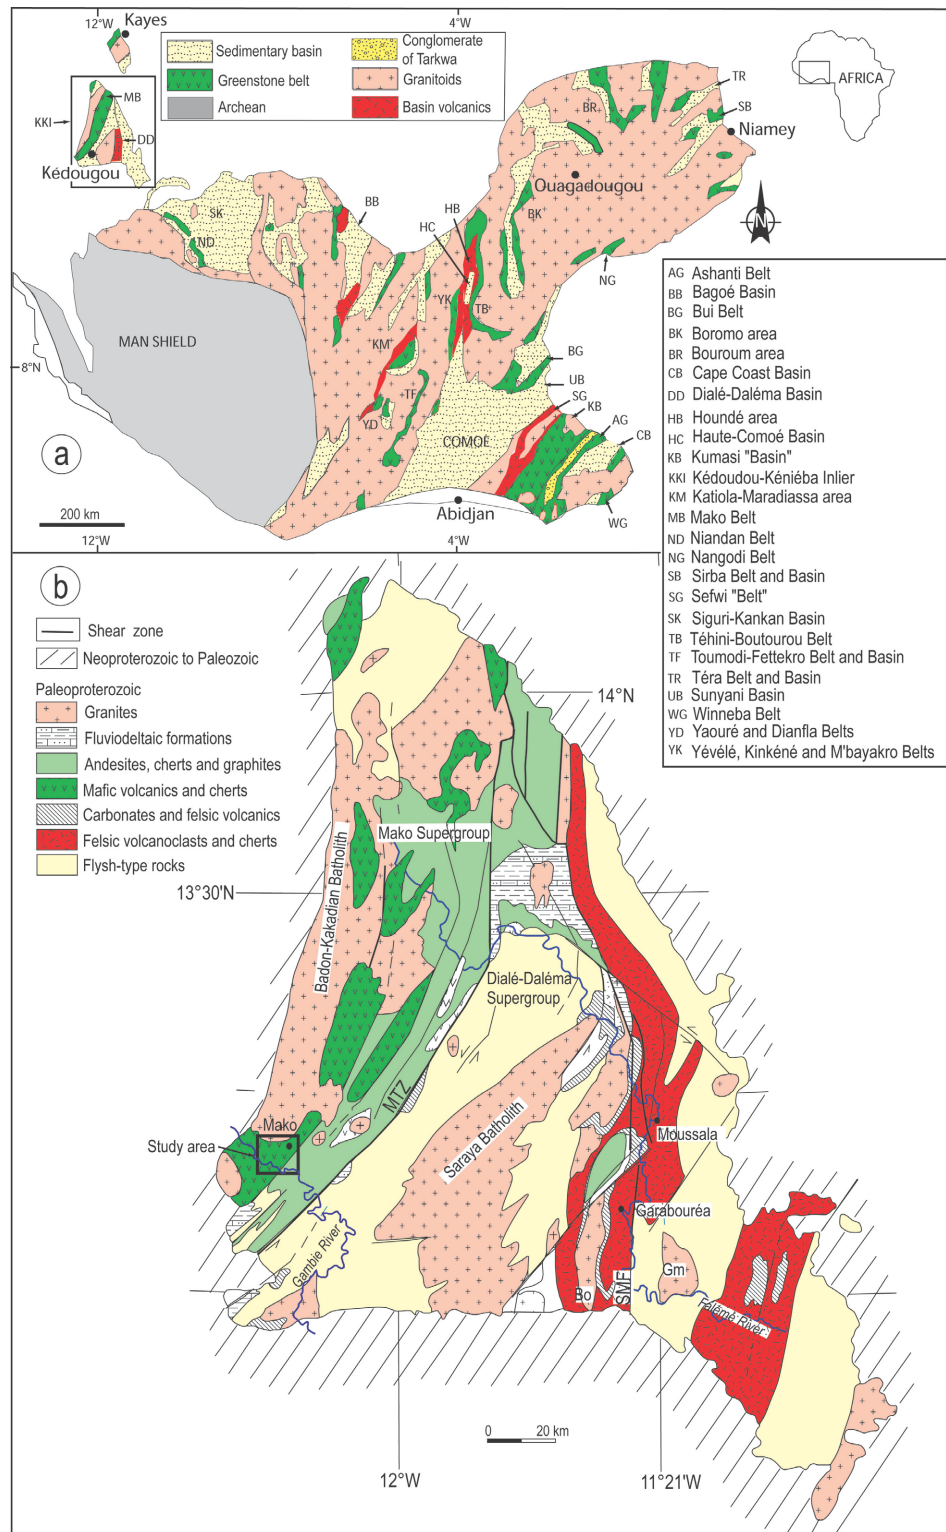 12°W
4°W
Kayes
Sedimentary basin
Greenstone belt
Archean
Conglomerate
of Tarkwa
Granitoids
Basin volcanics
AFRICA
MB
KKI
DD
Kédougou
TR
SB
BR
Niamey
Ouagadougou
BB
HB
HC
BK
SK
ND
NG
YK
TB
MAN SHIELD
KM
BG
8°N
TF
UB
SG
KB
AG
YD
COMOÉ
CB
a
200 km
Abidjan
WG
12°W
4°W
AG Ashanti Belt
BB Bagoé Basin
BG Bui Belt
BK Boromo area
BR Bouroum area
CB Cape Coast Basin
DD Dialé-Daléma Basin
HB Houndé area
HC Haute-Comoé Basin
KB Kumasi "Basin"
KKI Kédoudou-Kéniéba Inlier
KM Katiola-Maradiassa area
MB Mako Belt
ND Niandan Belt
NG Nangodi Belt
SB Sirba Belt and Basin
SG Sefwi "Belt"
SK Siguri-Kankan Basin
TB Téhini-Boutourou Belt
TF Toumodi-Fettekro Belt and Basin
TR Téra Belt and Basin
UB Sunyani Basin
WG Winneba Belt
YD Yaouré and Dianfla Belts
YK Yévélé, Kinkéné and M'bayakro Belts
b
Shear zone
Neoproterozoic to Paleozoic
Paleoproterozoic
Granites
Fluviodeltaic formations
Andesites, cherts and graphites
Mafic volcanics and cherts
Carbonates and felsic volcanics
Felsic volcanoclasts and cherts
Flysh-type rocks
14°N
Mako Supergroup
13°30'N
Badon-Kakadian Batholith
Dialé-Daléma
Supergroup
MTZ
Mako
Study area
Saraya Batholith
Moussala
Garabouréa
Gambie River
Gm
Bo
SMF
Falémé River
0 20 km
12°W
11°21W